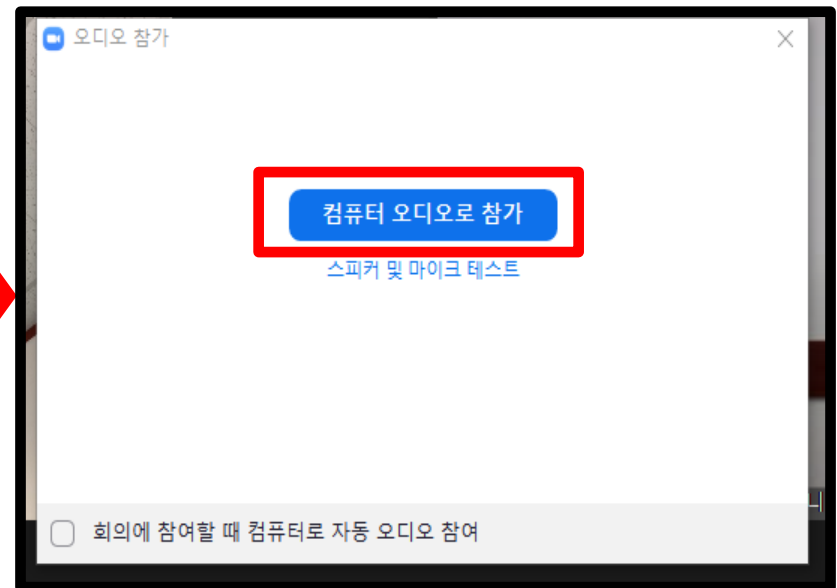 오디오 참가
컴퓨터 오디오로 참가
스피커 및 마이크 테스트
회의에 참여할 때 컴퓨터로 자동 오디오 참여